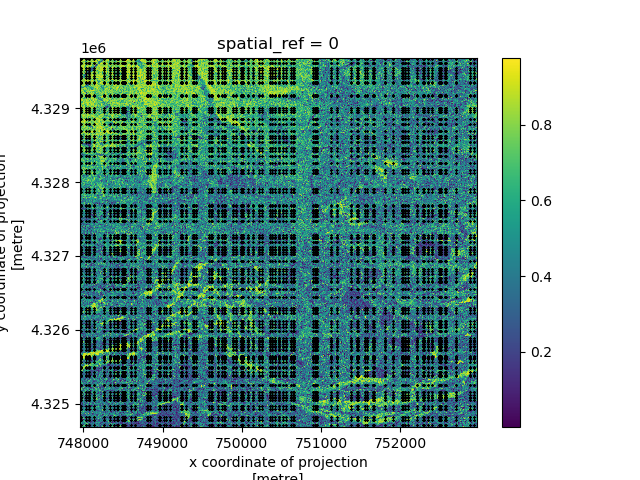 spatial_ref = 0
1e6
4.329
4.328
4.327
4.326
4.325
y coordinate of projection
[metre]
748000 749000 750000 751000 752000
x coordinate of projection
[metre]
0.8
0.6
0.4
0.2